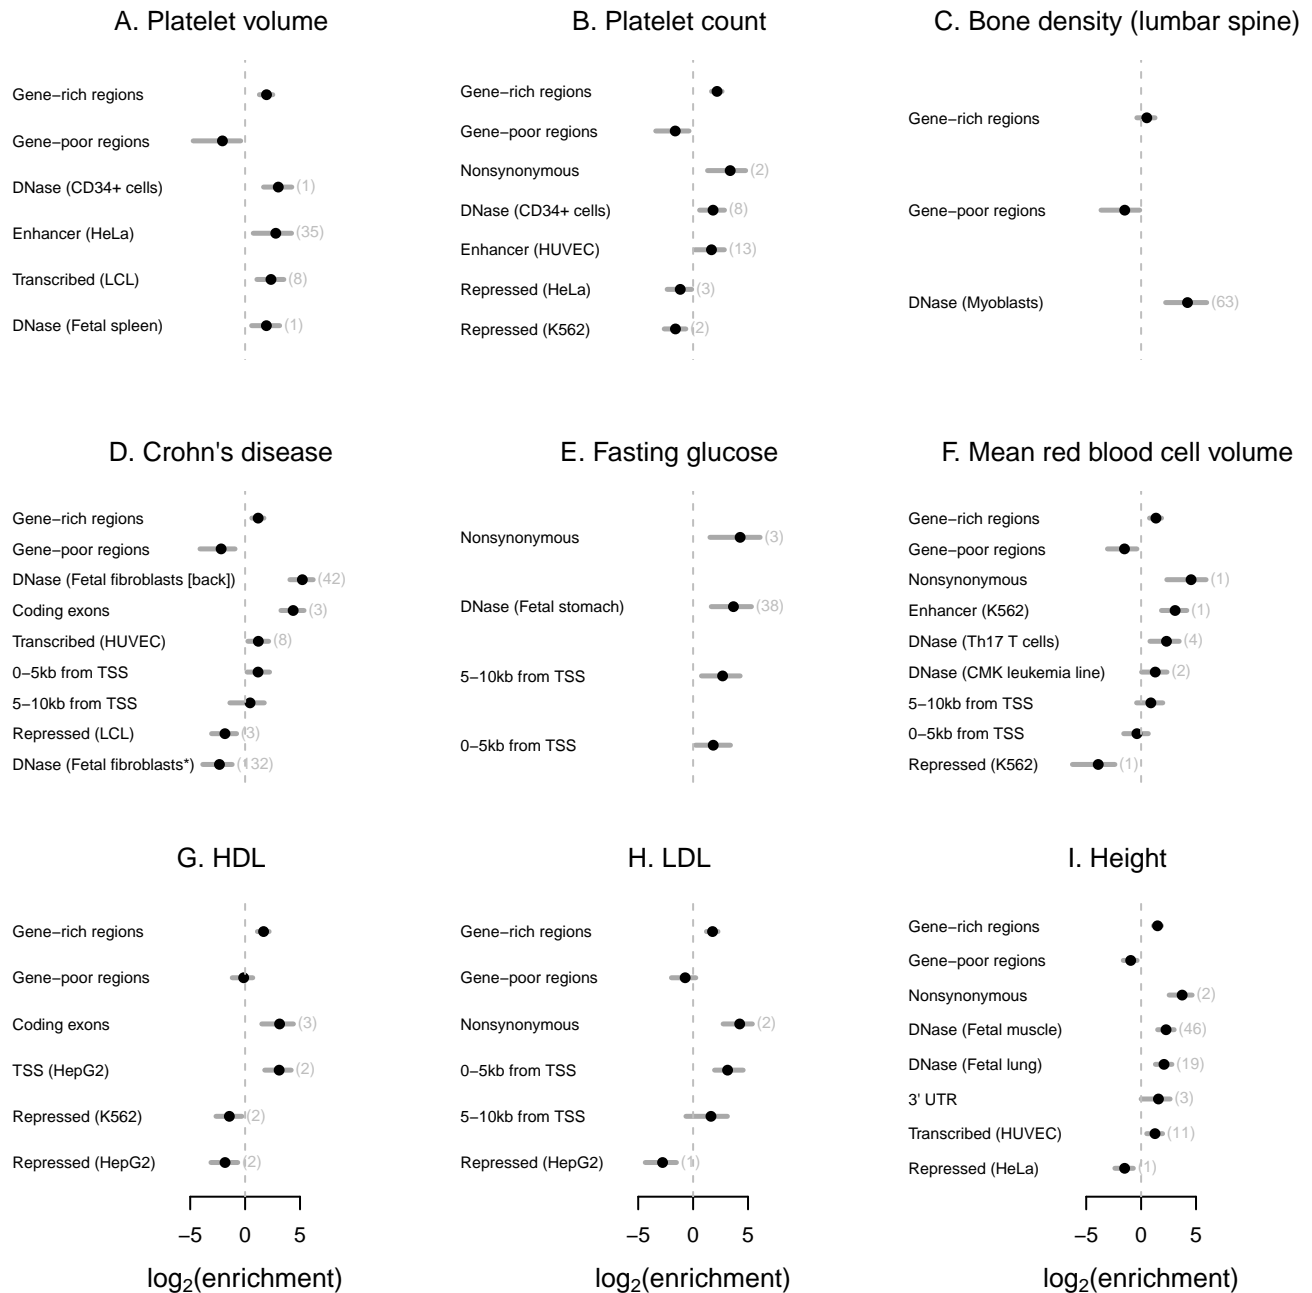 A. Platelet volume
Gene−rich regions
Gene−poor regions
DNase (CD34+ cells) (1)
Enhancer (HeLa) (35)
Transcribed (LCL) (8)
DNase (Fetal spleen) (1)
B. Platelet count
Gene−rich regions
Gene−poor regions
Nonsynonymous (2)
DNase (CD34+ cells) (8)
Enhancer (HUVEC) (13)
Repressed (HeLa) (3)
Repressed (K562) (2)
C. Bone density (lumbar spine)
Gene−rich regions
Gene−poor regions
DNase (Myoblasts) (63)
D. Crohn's disease
Gene−rich regions
Gene−poor regions
DNase (Fetal fibroblasts [back]) (42)
Coding exons (3)
Transcribed (HUVEC) (8)
0−5kb from TSS
5−10kb from TSS
Repressed (LCL) (3)
DNase (Fetal fibroblasts*) (132)
E. Fasting glucose
Nonsynonymous (3)
DNase (Fetal stomach) (38)
5−10kb from TSS
0−5kb from TSS
F. Mean red blood cell volume
Gene−rich regions
Gene−poor regions
Nonsynonymous (1)
Enhancer (K562) (1)
DNase (Th17 T cells) (4)
DNase (CMK leukemia line) (2)
5−10kb from TSS
0−5kb from TSS
Repressed (K562) (1)
G. HDL
Gene−rich regions
Gene−poor regions
Coding exons (3)
TSS (HepG2) (2)
Repressed (K562) (2)
Repressed (HepG2) (2)
−5 0 5
log₂(enrichment)
H. LDL
Gene−rich regions
Gene−poor regions
Nonsynonymous (2)
0−5kb from TSS
5−10kb from TSS
Repressed (HepG2) (1)
−5 0 5
log₂(enrichment)
I. Height
Gene−rich regions
Gene−poor regions
Nonsynonymous (2)
DNase (Fetal muscle) (46)
DNase (Fetal lung) (19)
3' UTR (3)
Transcribed (HUVEC) (11)
Repressed (HeLa) (1)
−5 0 5
log₂(enrichment)